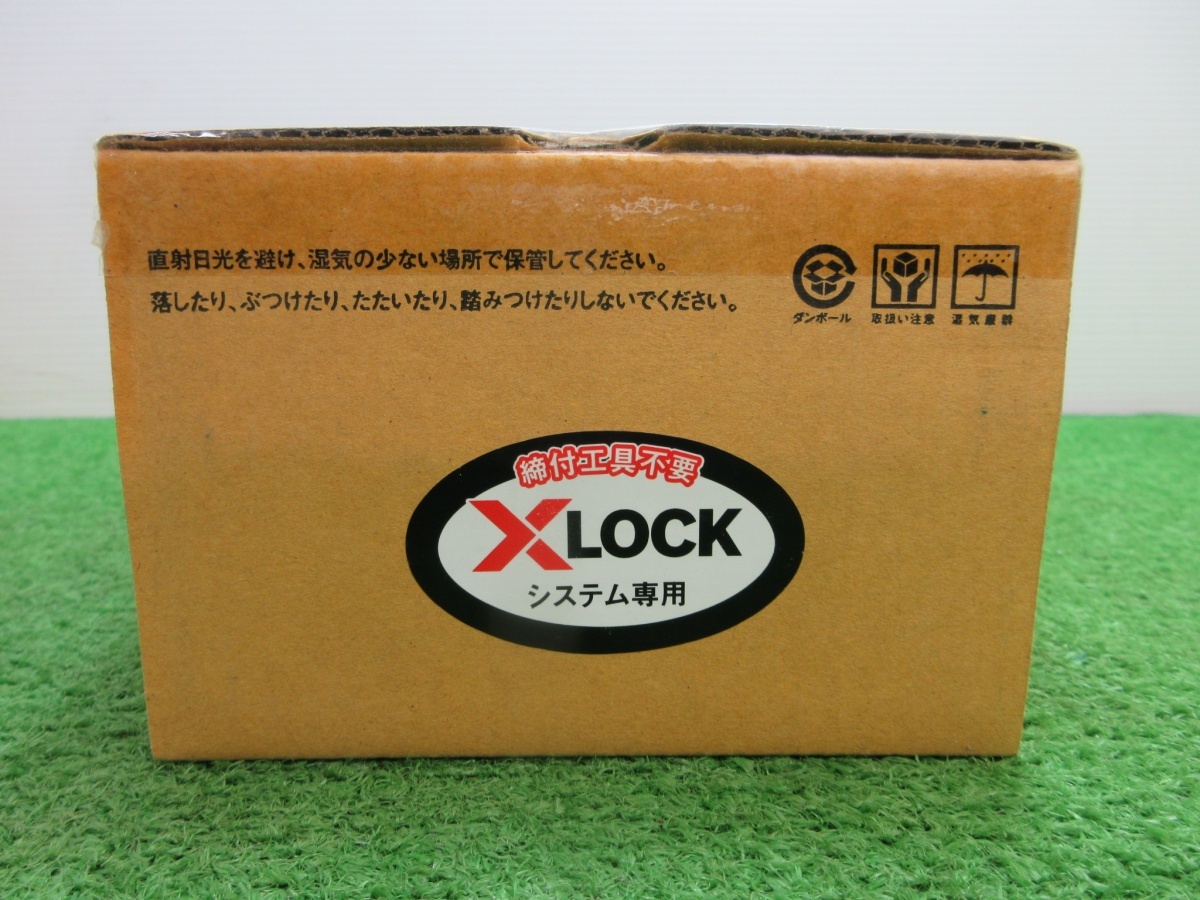 直射日光を避け、湿気の少ない場所で保管してください。
落したり、ぶつけたり、たたいたり、踏みつけたりしないでください。
ダンボール
取扱い注意
湿気厳禁
締付工具不要
X LOCK
システム専用